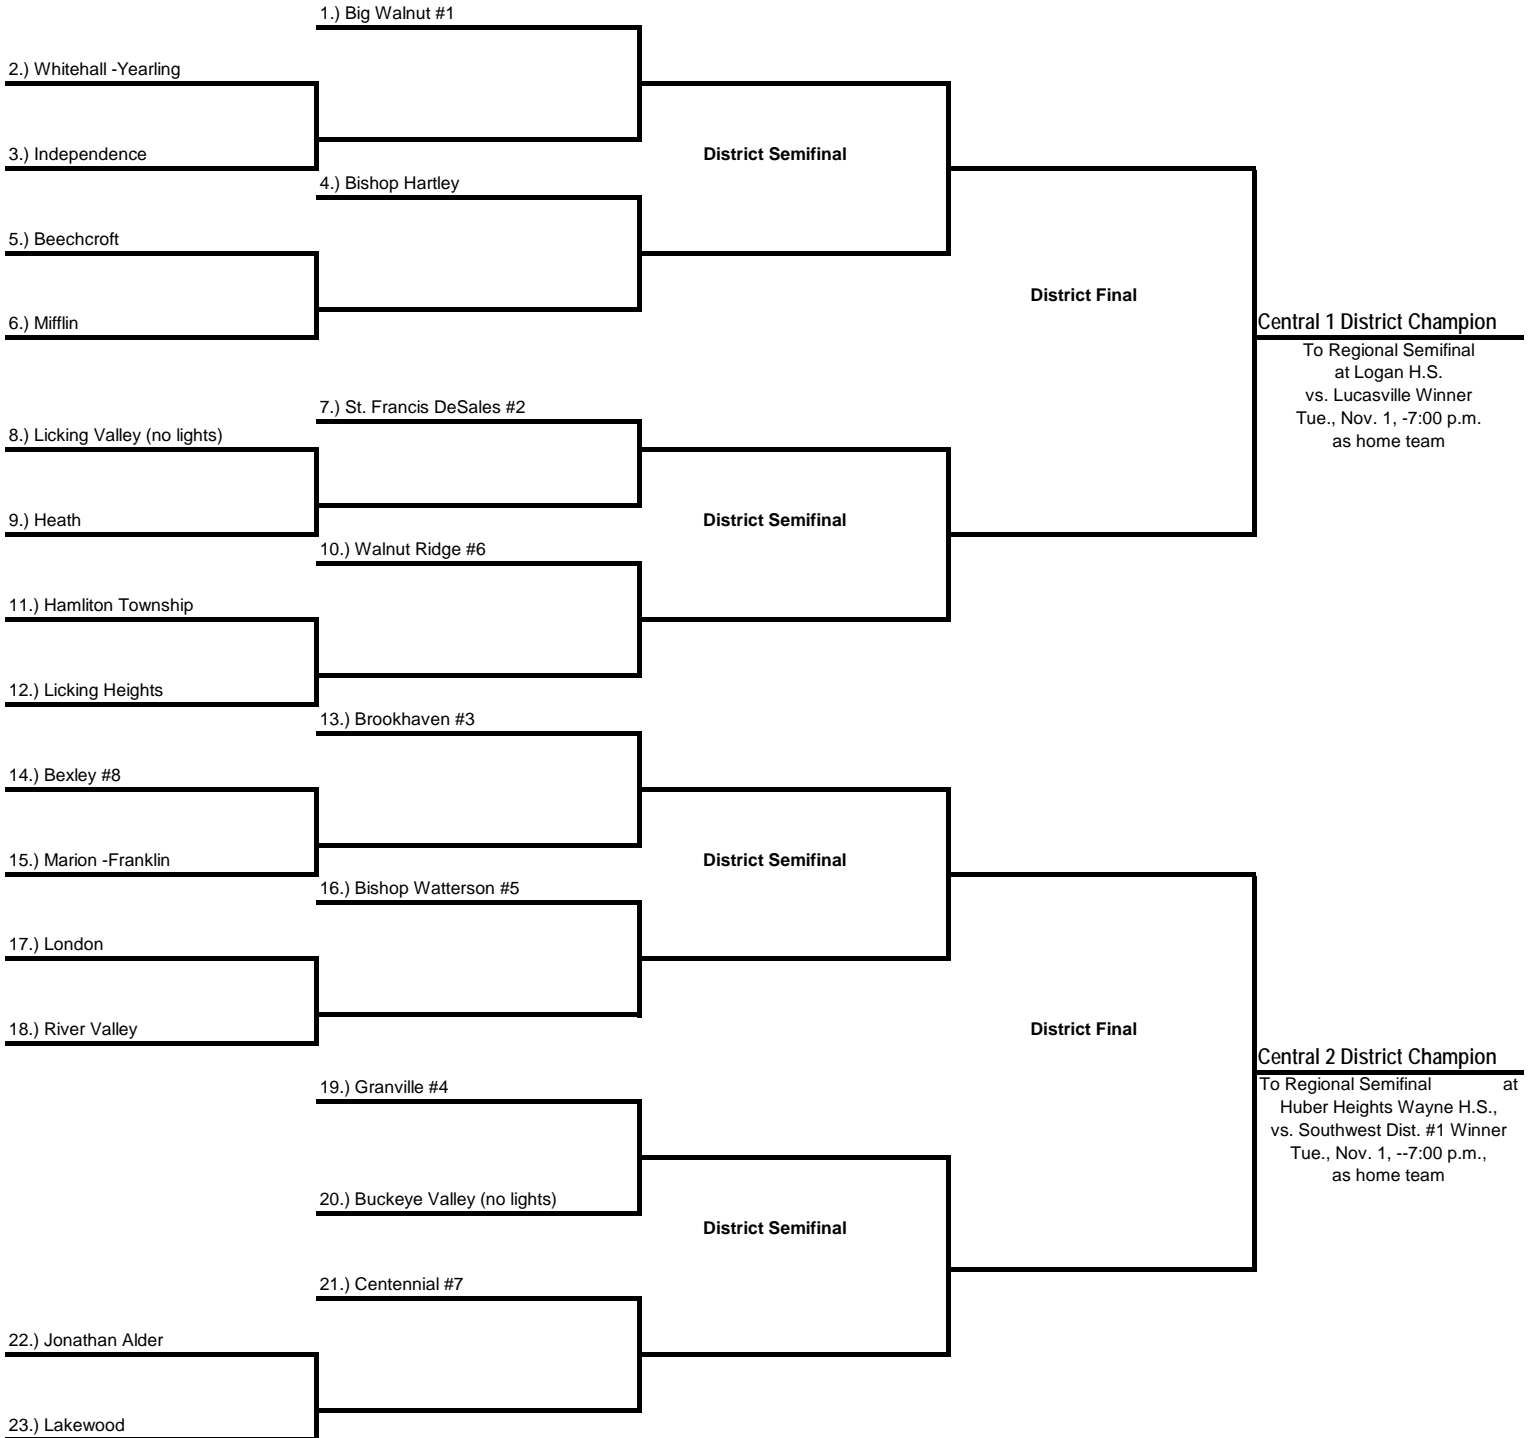 1.) Big Walnut #1
2.) Whitehall -Yearling
3.) Independence
District Semifinal
4.) Bishop Hartley
5.) Beechcroft
6.) Mifflin
District Final
Central 1 District Champion
To Regional Semifinal
at Logan H.S.
vs. Lucasville Winner
Tue., Nov. 1, -7:00 p.m.
as home team
7.) St. Francis DeSales #2
8.) Licking Valley (no lights)
9.) Heath
District Semifinal
10.) Walnut Ridge #6
11.) Hamliton Township
12.) Licking Heights
13.) Brookhaven #3
14.) Bexley #8
15.) Marion -Franklin
District Semifinal
16.) Bishop Watterson #5
17.) London
18.) River Valley
District Final
Central 2 District Champion
To Regional Semifinal at
Huber Heights Wayne H.S.,
vs. Southwest Dist. #1 Winner
Tue., Nov. 1, --7:00 p.m.,
as home team
19.) Granville #4
20.) Buckeye Valley (no lights)
District Semifinal
21.) Centennial #7
22.) Jonathan Alder
23.) Lakewood